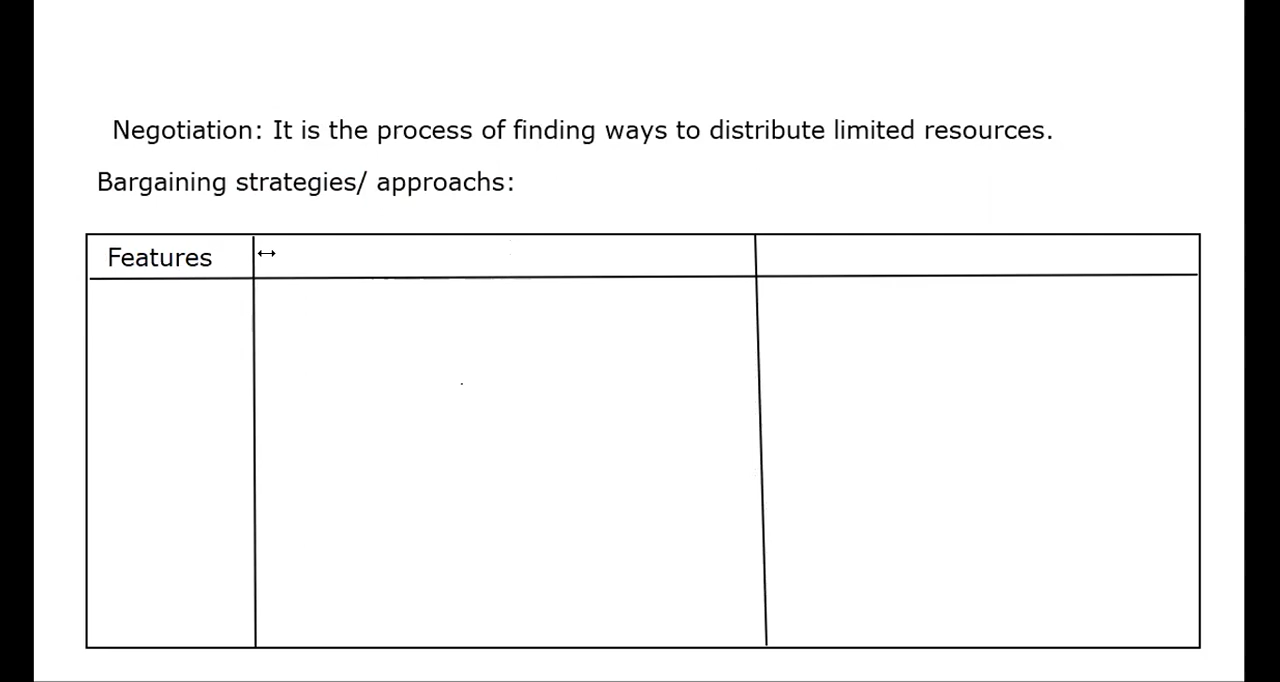 Negotiation: It is the process of finding ways to distribute limited resources.
Bargaining strategies/ approachs:
Features